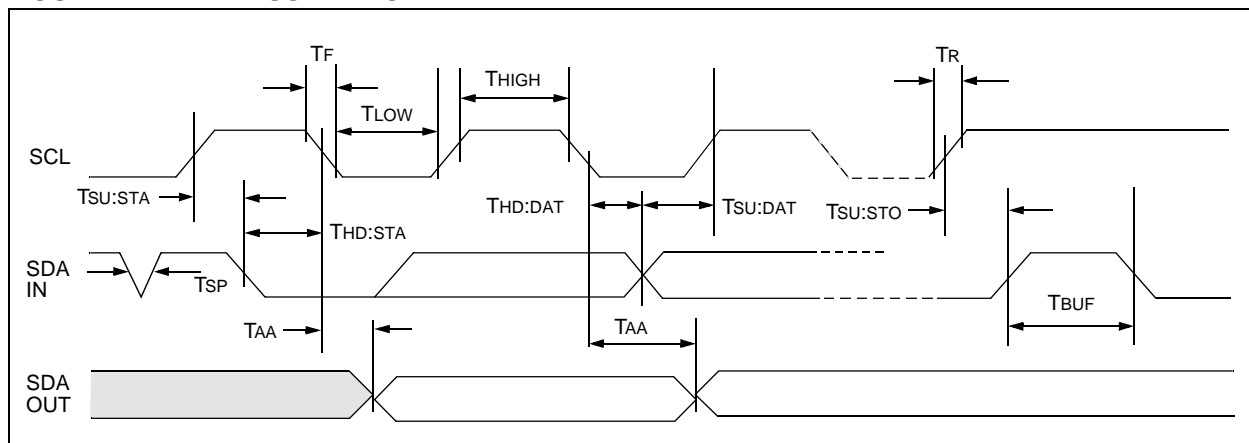 TF
TR
THIGH
TLOW
SCL
TSU:STA
THD:DAT
TSU:DAT
TSU:STO
THD:STA
SDA
IN
TSP
TBUF
TAA
TAA
SDA
OUT